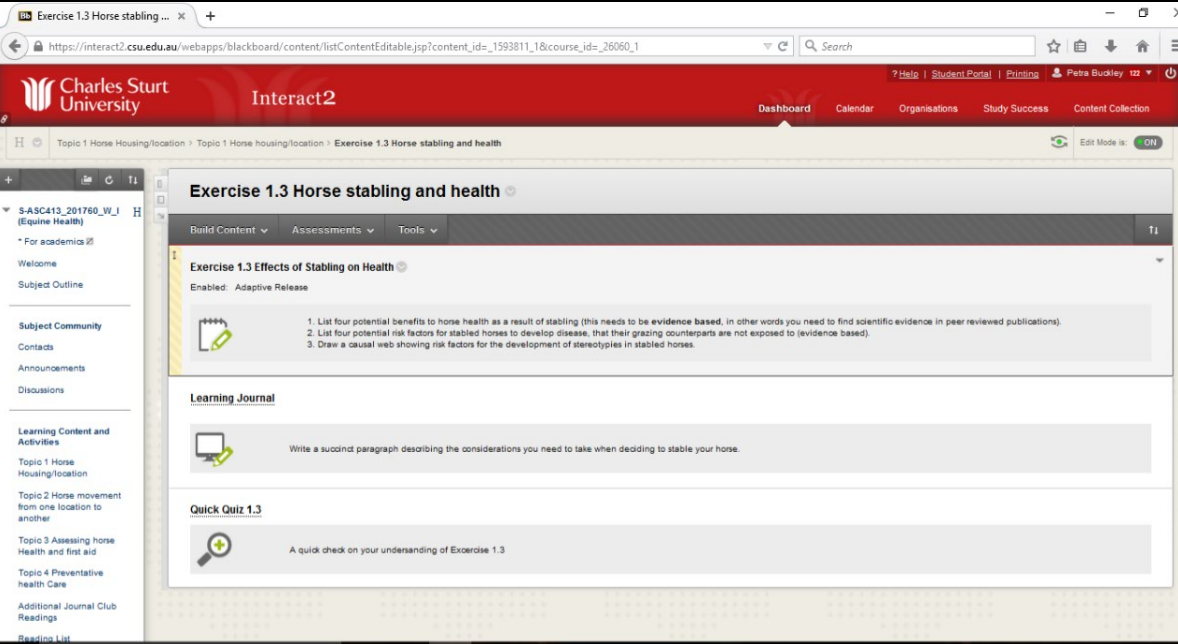 Exercise 1.3 Horse stabling ...
https://interact2.csu.edu.au/webapps/blackboard/content/listContentEditable.jsp?content_id=_1593811_1&course_id=_26060_1
Search
? Help | Student Portal | Printing
Petra Buckley 122
Charles Sturt
University
Interact2
Dashboard
Calendar
Organisations
Study Success
Content Collection
H
Topic 1 Horse Housing/location > Topic 1 Horse housing/location > Exercise 1.3 Horse stabling and health
Edit Mode is: ON
S-ASC413_201760_W_I
(Equine Health)
H
* For academics
Welcome
Subject Outline
Subject Community
Contacts
Announcements
Discussions
Learning Content and
Activities
Topic 1 Horse
Housing/location
Topic 2 Horse movement
from one location to
another
Topic 3 Assessing horse
Health and first aid
Topic 4 Preventative
health Care
Additional Journal Club
Readings
Reading List
Exercise 1.3 Horse stabling and health
Build Content
Assessments
Tools
Exercise 1.3 Effects of Stabling on Health
Enabled: Adaptive Release
1. List four potential benefits to horse health as a result of stabling (this needs to be evidence based, in other words you need to find scientific evidence in peer reviewed publications).
2. List four potential risk factors for stabled horses to develop disease, that their grazing counterparts are not exposed to (evidence based).
3. Draw a causal web showing risk factors for the development of stereotypies in stabled horses.
Learning Journal
Write a succinct paragraph describing the considerations you need to take when deciding to stable your horse.
Quick Quiz 1.3
A quick check on your undersanding of Excercise 1.3